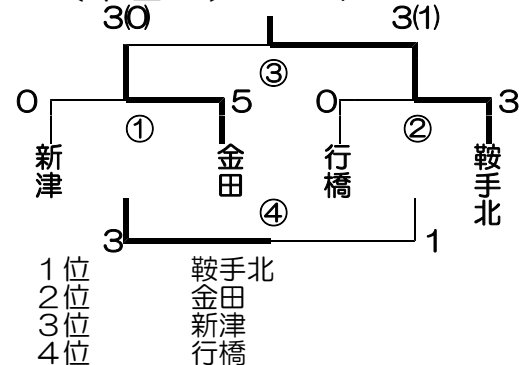 3(0) 3(1)
③
0 5 0 3
① ②
新津 金田 行橋 鞍手北
④
3 1
1位 鞍手北
2位 金田
3位 新津
4位 行橋